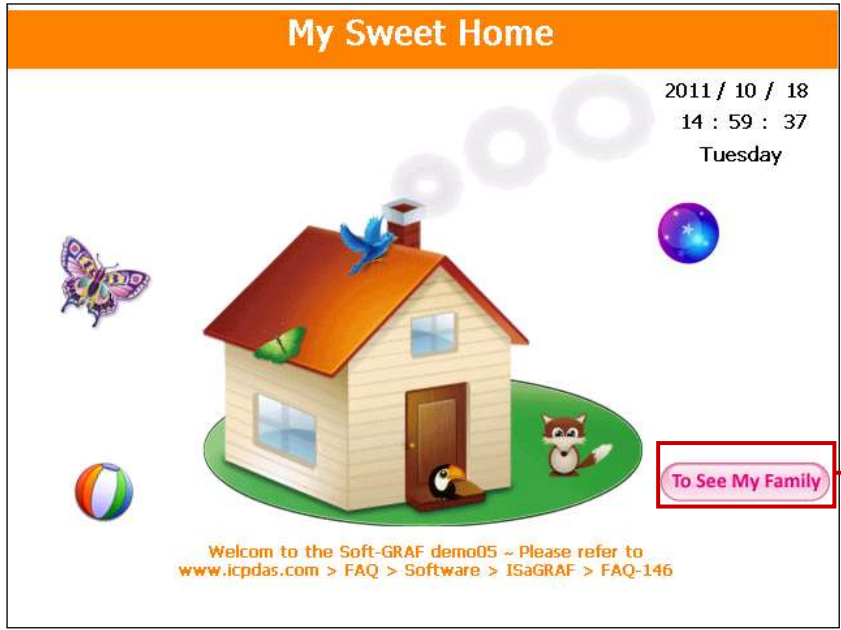 My Sweet Home
2011 / 10 / 18
14 : 59 : 37
Tuesday
To See My Family
Welcom to the Soft-GRAF demo05 ~ Please refer to
www.icpdas.com > FAQ > Software > ISaGRAF > FAQ-146